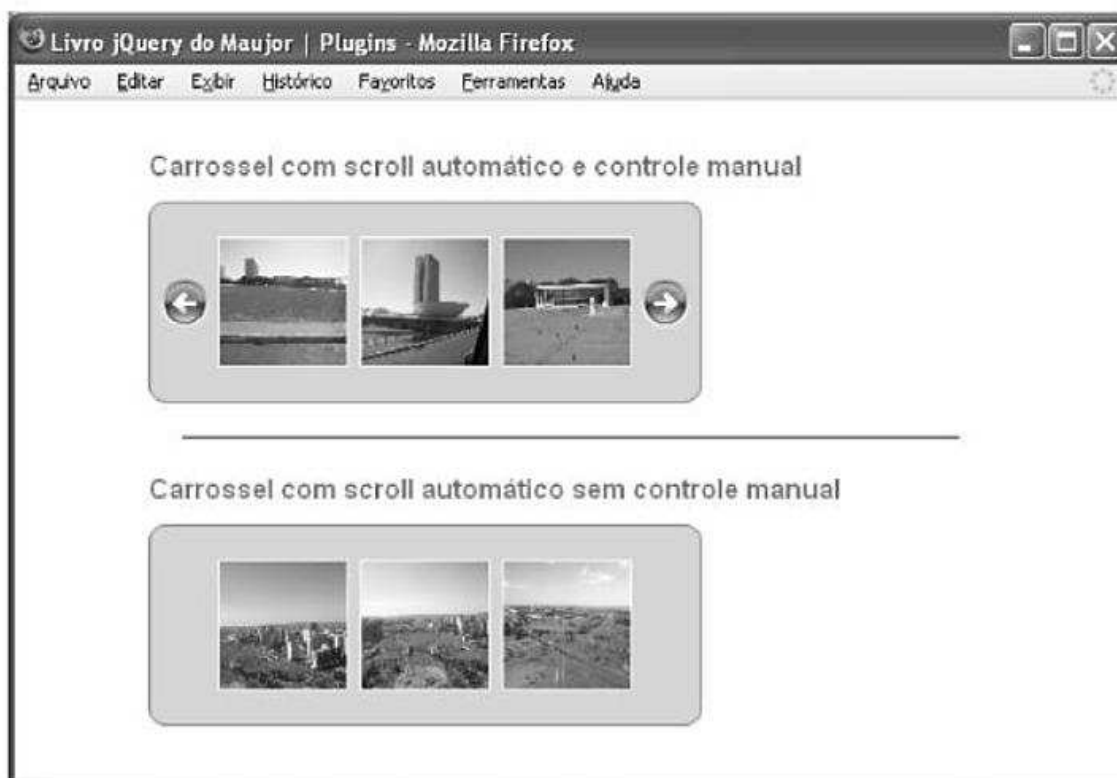 Livro jQuery do Maujor | Plugins - Mozilla Firefox
Arquivo Editar Exibir Histórico Favoritos Ferramentas Ajuda
Carrossel com scroll automático e controle manual
Carrossel com scroll automático sem controle manual